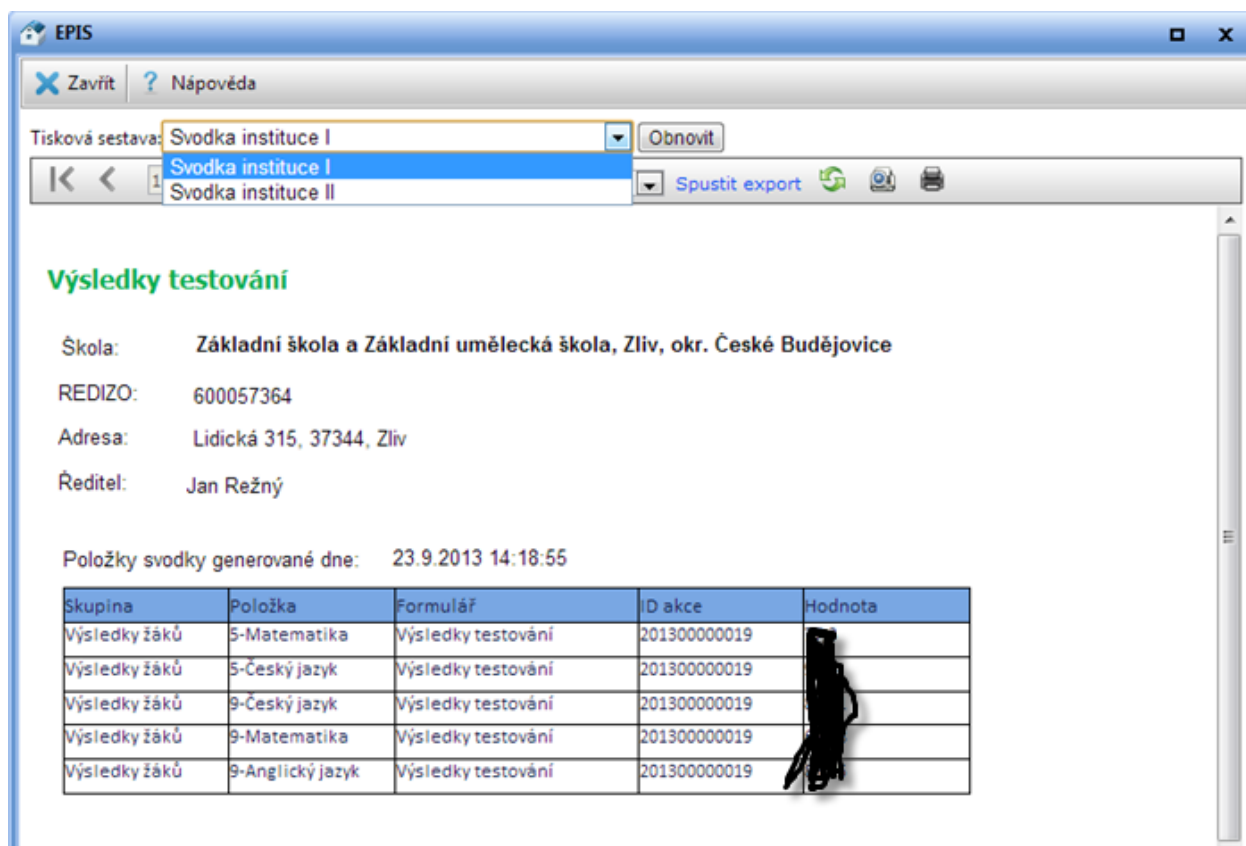 EPIS
Zavřít ? Nápověda
Tisková sestava: Svodka instituce I Obnovit
Svodka instituce I
1 Spustit export
Svodka instituce II
Výsledky testování
Škola: Základní škola a Základní umělecká škola, Zliv, okr. České Budějovice
REDIZO: 600057364
Adresa: Lidická 315, 37344, Zliv
Ředitel: Jan Režný
Položky svodky generované dne: 23.9.2013 14:18:55
Skupina Položka Formulář ID akce Hodnota
Výsledky žáků 5-Matematika Výsledky testování 201300000019
Výsledky žáků 5-Český jazyk Výsledky testování 201300000019
Výsledky žáků 9-Český jazyk Výsledky testování 201300000019
Výsledky žáků 9-Matematika Výsledky testování 201300000019
Výsledky žáků 9-Anglický jazyk Výsledky testování 201300000019